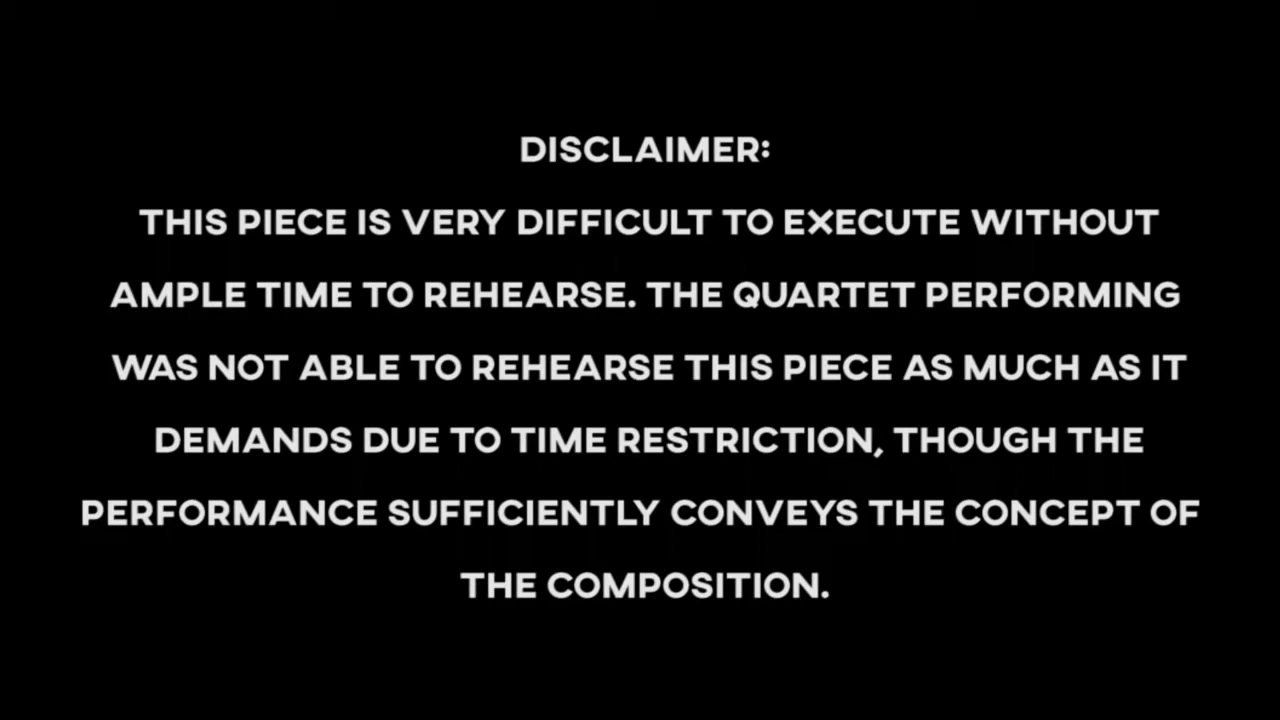 DISCLAIMER:
THIS PIECE IS VERY DIFFICULT TO EXECUTE WITHOUT
AMPLE TIME TO REHEARSE. THE QUARTET PERFORMING
WAS NOT ABLE TO REHEARSE THIS PIECE AS MUCH AS IT
DEMANDS DUE TO TIME RESTRICTION, THOUGH THE
PERFORMANCE SUFFICIENTLY CONVEYS THE CONCEPT OF
THE COMPOSITION.